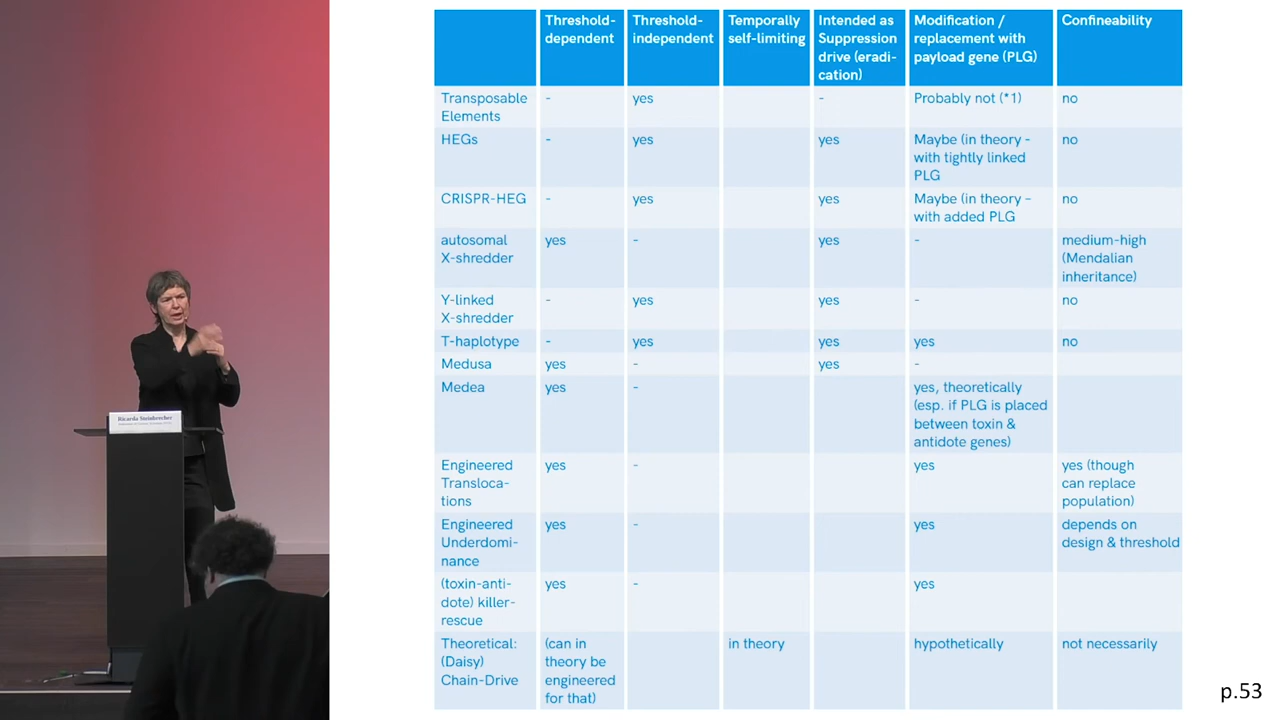 Threshold-
dependent
Threshold-
independent
Temporally
self-limiting
Intended as
Suppression
drive (eradi-
cation)
Modification /
replacement with
payload gene (PLG)
Confineability
Transposable
Elements
-
yes
-
Probably not (*1)
no
HEGs
-
yes
yes
Maybe (in theory -
with tightly linked
PLG
no
CRISPR-HEG
-
yes
yes
Maybe (in theory –
with added PLG
no
autosomal
X-shredder
yes
-
yes
-
medium-high
(Mendalian
inheritance)
Y-linked
X-shredder
-
yes
yes
-
no
T-haplotype
-
yes
yes
yes
no
Medusa
yes
-
yes
-
Medea
yes
-
yes, theoretically
(esp. if PLG is placed
between toxin &
antidote genes)
Engineered
Transloca-
tions
yes
-
yes
yes (though
can replace
population)
Engineered
Underdomi-
nance
yes
-
yes
depends on
design & threshold
(toxin-anti-
dote) killer-
rescue
yes
-
yes
Theoretical:
(Daisy)
Chain-Drive
(can in
theory be
engineered
for that)
in theory
hypothetically
not necessarily
p.53
Ricarda Steinbrecher